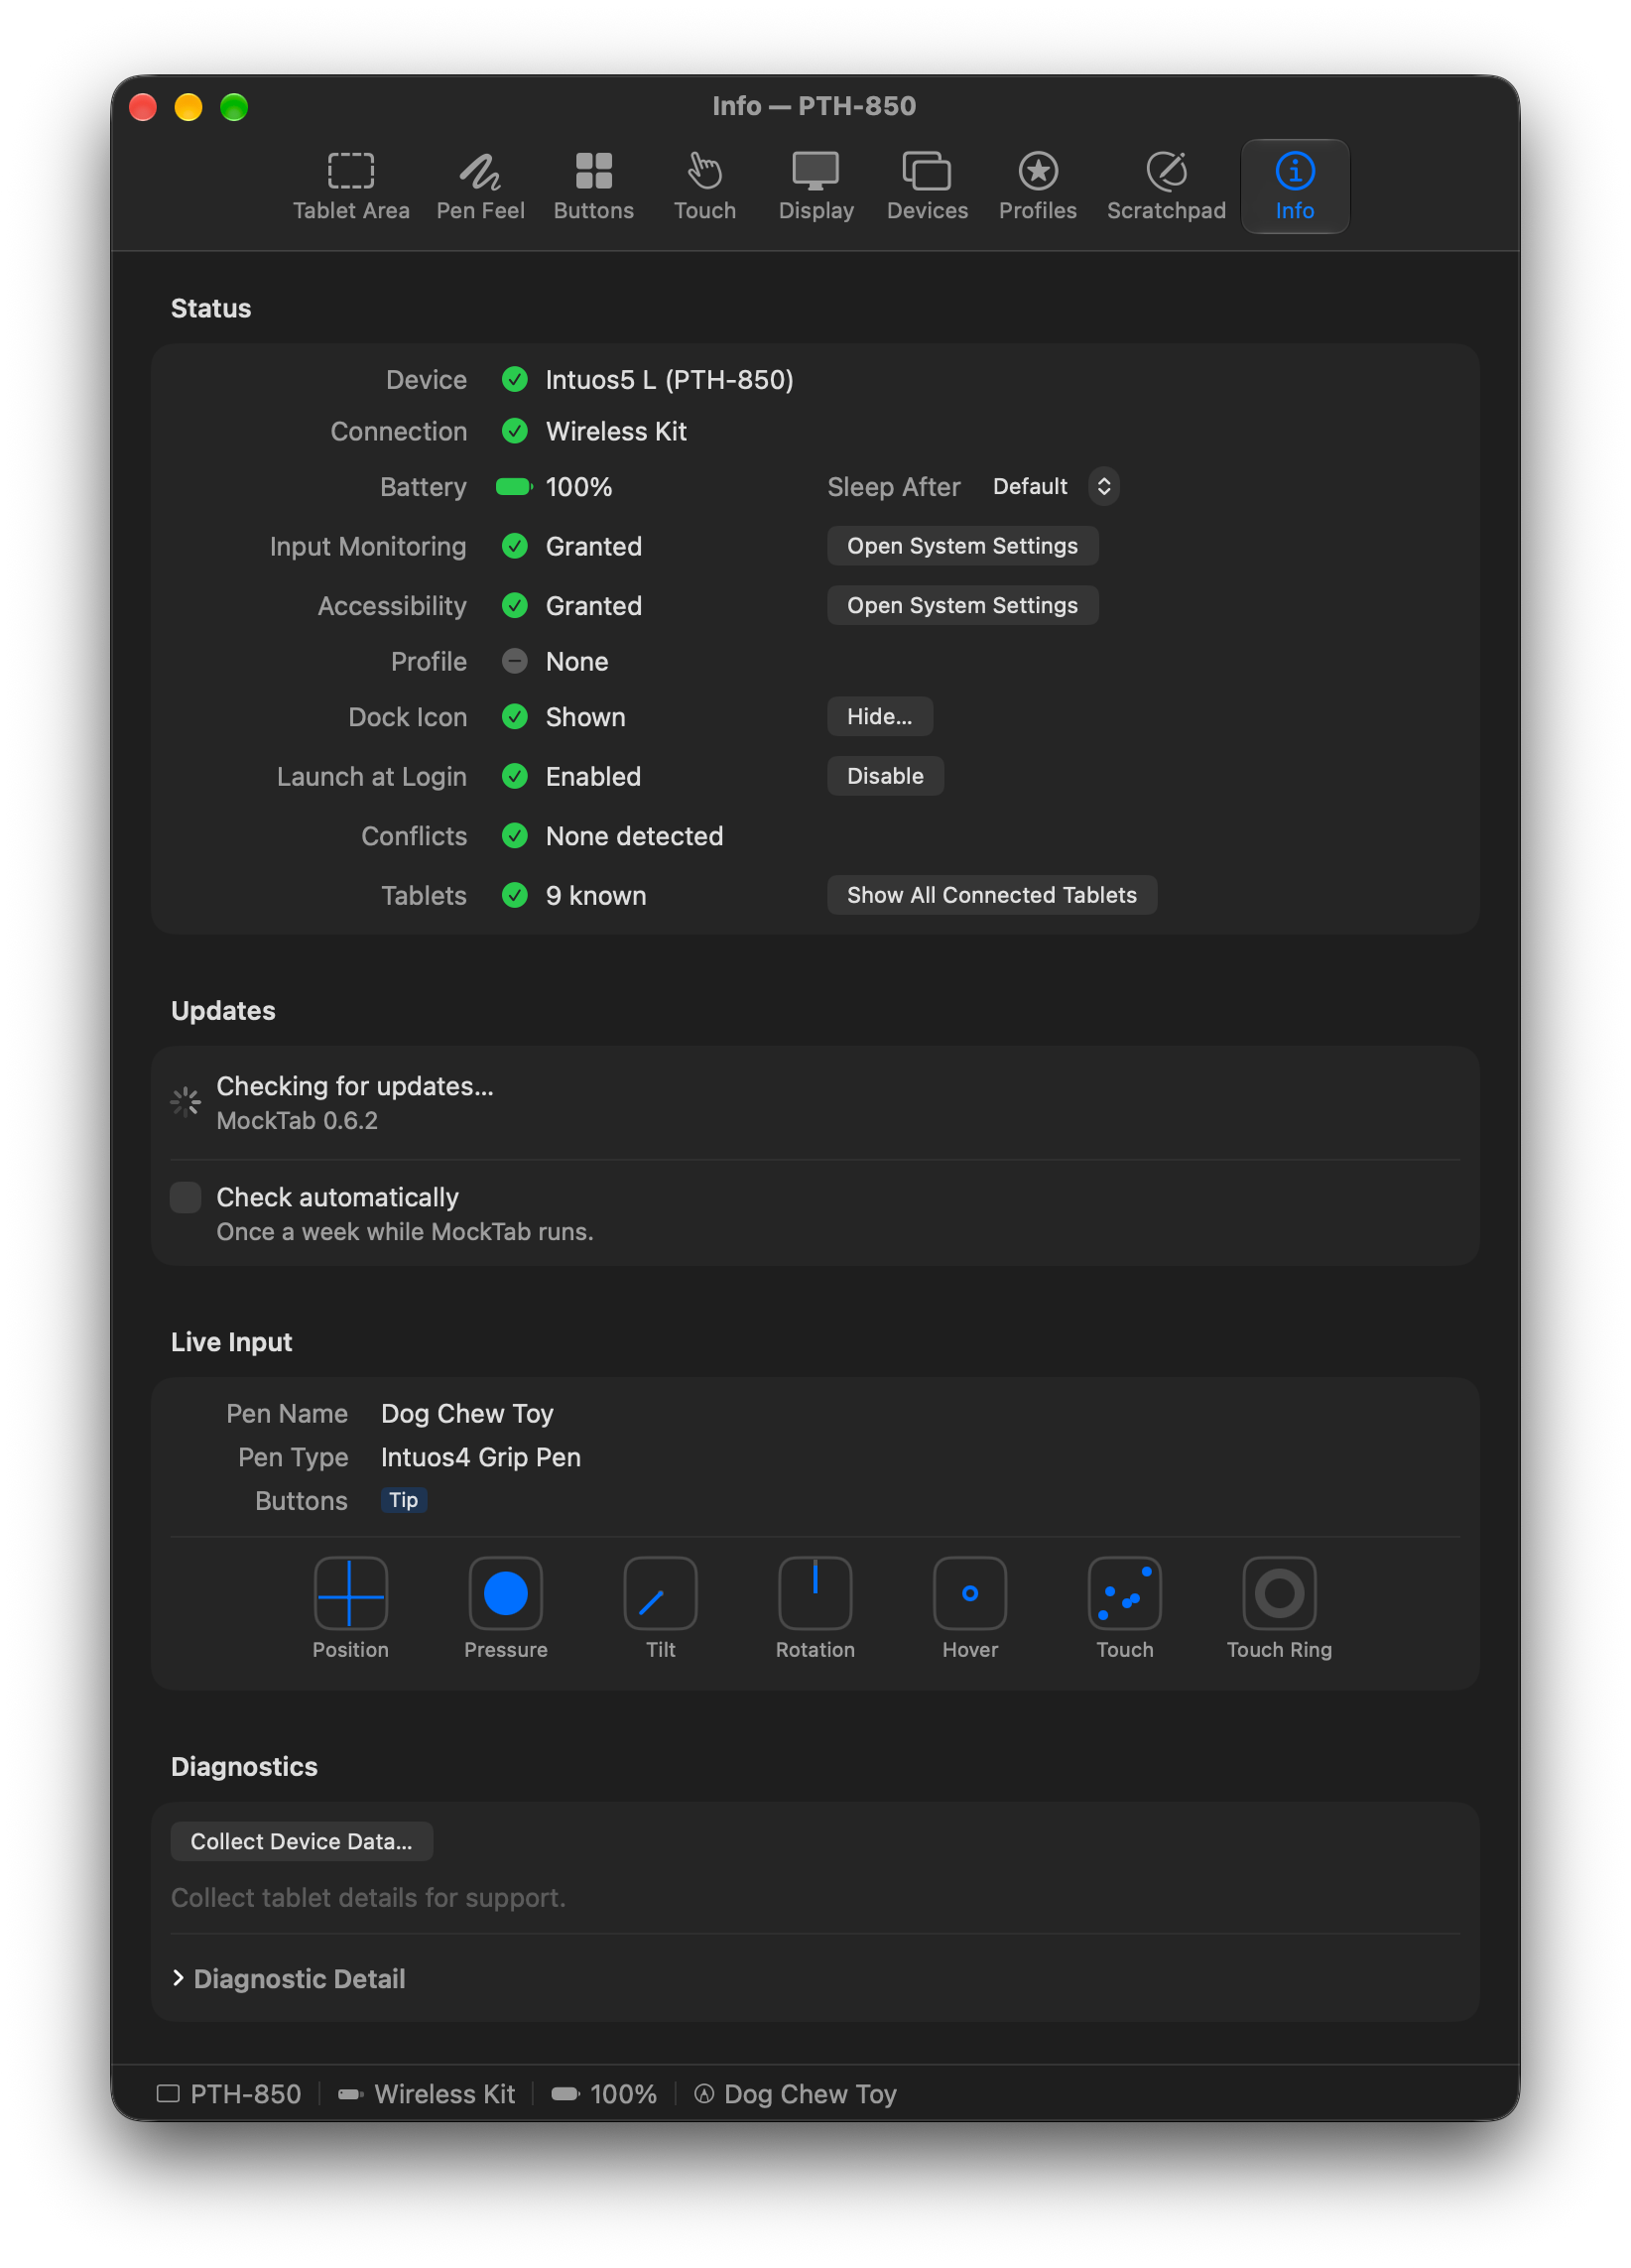 Info — PTH-850
Tablet Area Pen Feel Buttons Touch Display Devices Profiles Scratchpad Info
Status
Device Intuos5 L (PTH-850)
Connection Wireless Kit
Battery 100% Sleep After Default
Input Monitoring Granted Open System Settings
Accessibility Granted Open System Settings
Profile None
Dock Icon Shown Hide...
Launch at Login Enabled Disable
Conflicts None detected
Tablets 9 known Show All Connected Tablets
Updates
Checking for updates...
MockTab 0.6.2
Check automatically
Once a week while MockTab runs.
Live Input
Pen Name Dog Chew Toy
Pen Type Intuos4 Grip Pen
Buttons Tip
Position Pressure Tilt Rotation Hover Touch Touch Ring
Diagnostics
Collect Device Data...
Collect tablet details for support.
Diagnostic Detail
PTH-850 Wireless Kit 100% Dog Chew Toy